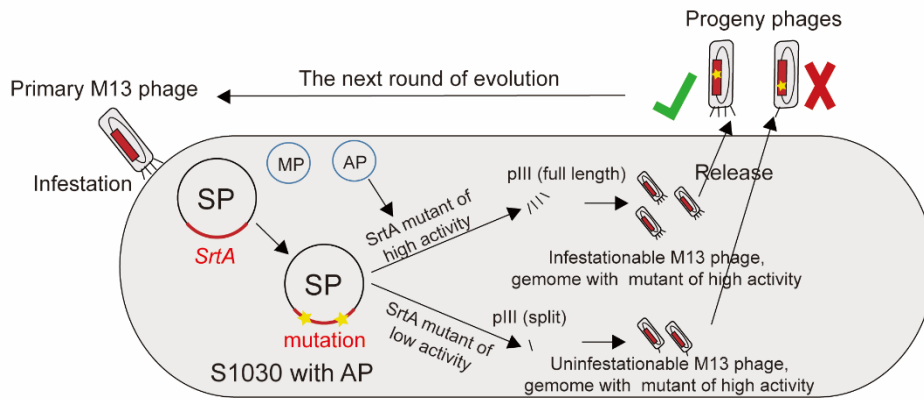 Progeny phages
The next round of evolution
Primary M13 phage
Infestation
MP
AP
SP
SrtA
SrtA mutant of
high activity
pIII (full length)
Release
Infestationable M13 phage,
gemome with mutant of high activity
SP
mutation
SrtA mutant of
low activity
pIII (split)
Uninfestationable M13 phage,
gemome with mutant of high activity
S1030 with AP